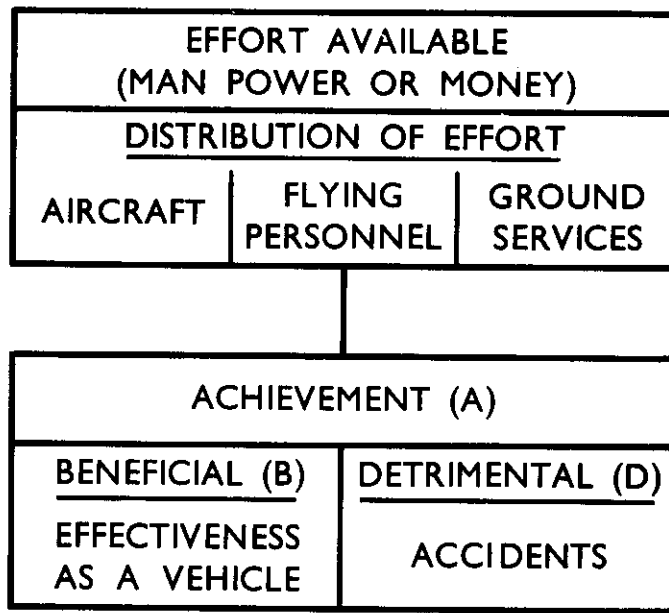 EFFORT AVAILABLE
(MAN POWER OR MONEY)
DISTRIBUTION OF EFFORT
AIRCRAFT
FLYING
PERSONNEL
GROUND
SERVICES
ACHIEVEMENT (A)
BENEFICIAL (B)
EFFECTIVENESS
AS A VEHICLE
DETRIMENTAL (D)
ACCIDENTS